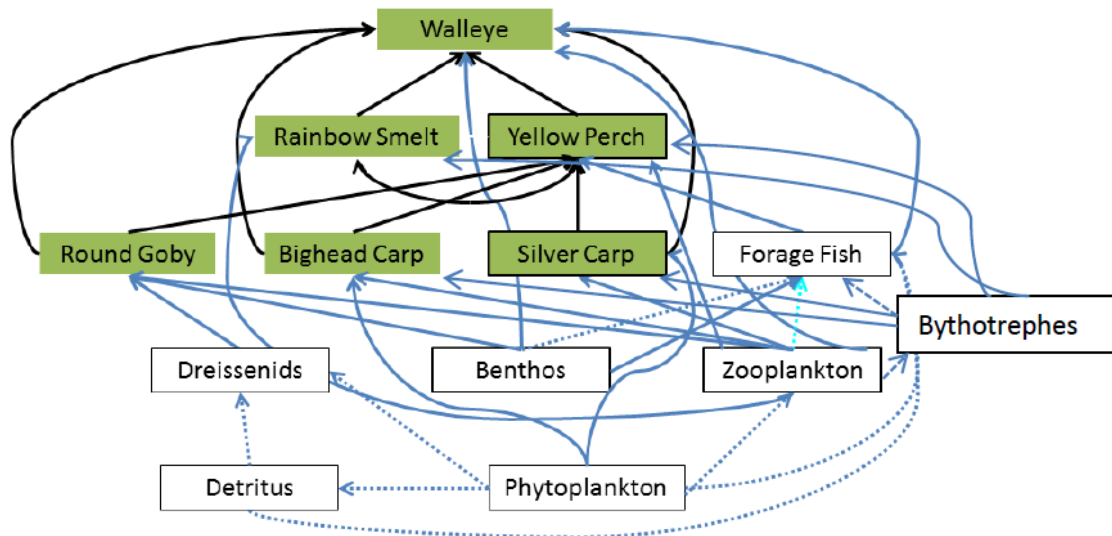 Walleye
Rainbow Smelt
Yellow Perch
Round Goby
Bighead Carp
Silver Carp
Forage Fish
Bythotrephes
Dreissenids
Benthos
Zooplankton
Detritus
Phytoplankton